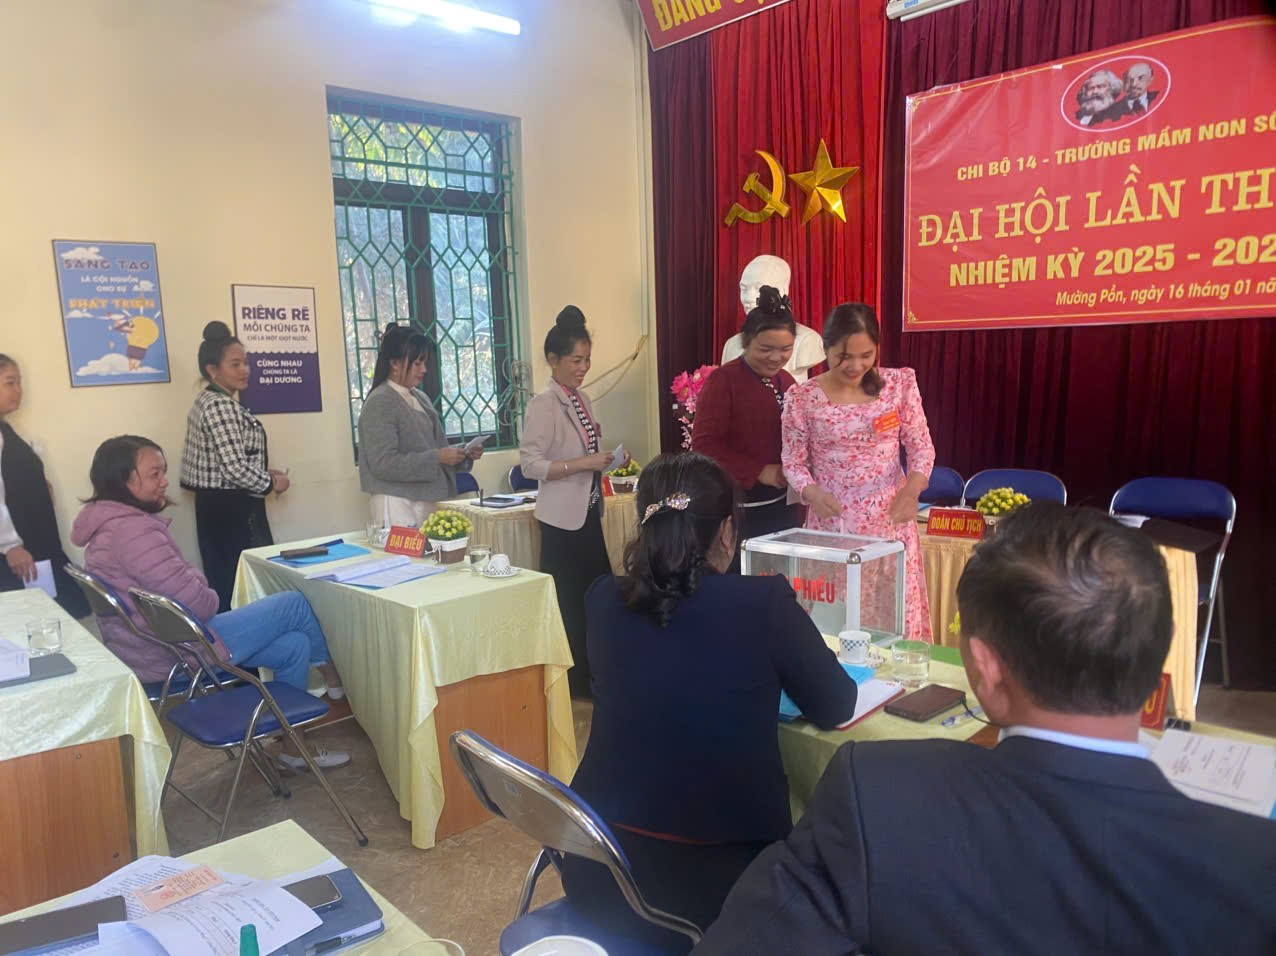 ĐẢNG
CHI BỘ 14 - TRƯỜNG MẦM NON SỐ
ĐẠI HỘI LẦN TH
NHIỆM KỲ 2025 - 202
Mường Pồn, ngày 16 tháng 01 nă
SÁNG TẠO
LÀ CỘI NGUỒN
CHO SỰ
PHÁT TRIỂN
RIÊNG RẼ
MỖI CHÚNG TA
CHỈ LÀ MỘT GIỌT NƯỚC
CÙNG NHAU
CHÚNG TA LÀ
ĐẠI DƯƠNG
ĐẠI BIỂU
ĐOÀN CHỦ TỊCH
PHIẾU